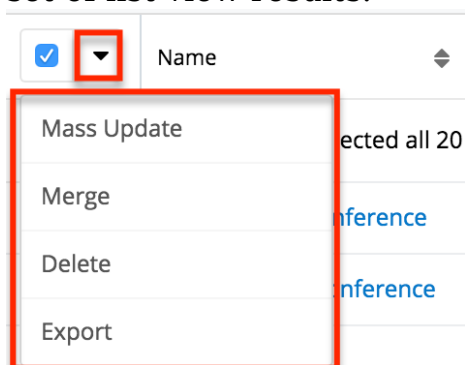 Name
Mass Update
ected all 20
Merge
nference
Delete
nference
Export